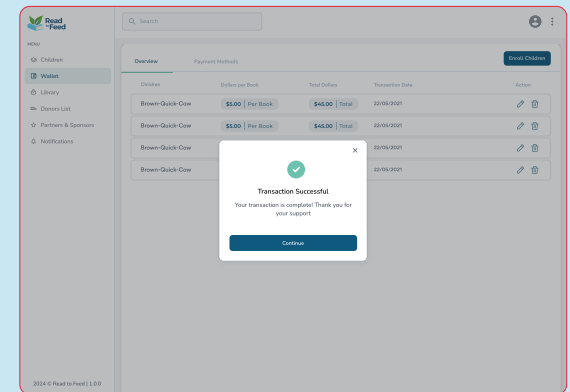 Read
to Feed
Search
MENU
Children
Wallet
Library
Donors List
Partners & Sponsors
Notifications
2024 © Read to Feed | 1.0.0
Overview
Payment Methods
Enroll Children
Children
Dollars per Book
Total Dollars
Transaction Date
Action
Brown-Quick-Cow
$5.00 | Per Book
$45.00 | Total
22/05/2021
Brown-Quick-Cow
$5.00 | Per Book
$45.00 | Total
22/05/2021
Brown-Quick-Cow
22/05/2021
Brown-Quick-Cow
22/05/2021
Transaction Successful
Your transaction is complete! Thank you for
your support
Continue